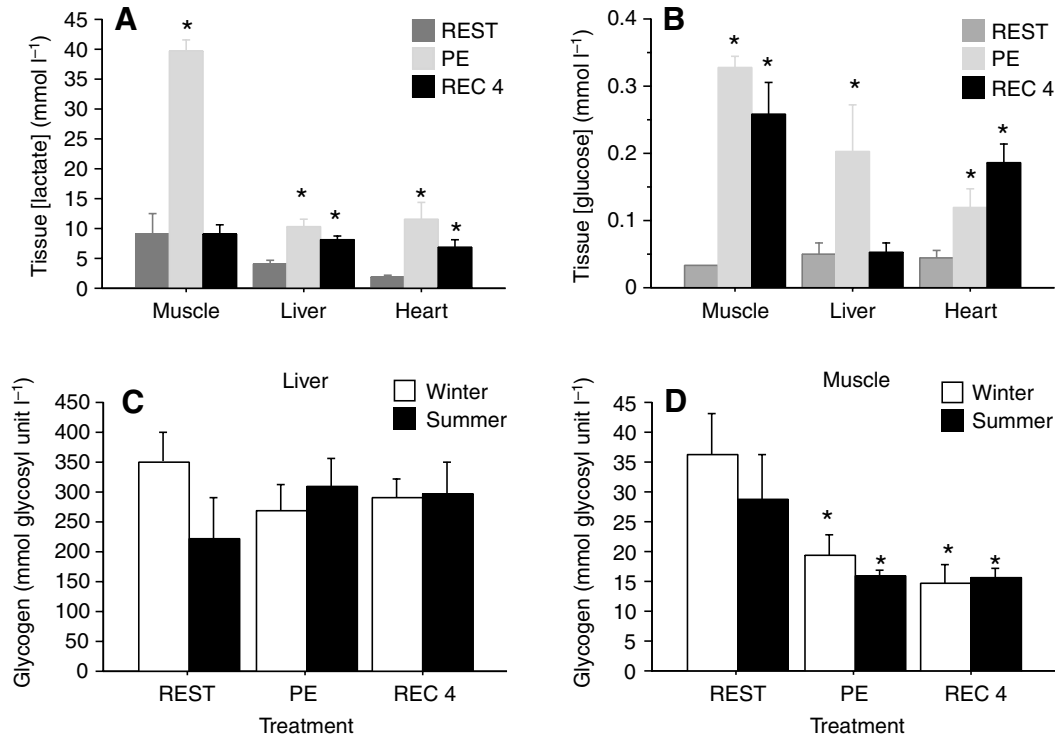 A
Tissue [lactate] (mmol l⁻¹)
45
40
35
30
25
20
15
10
5
0
*
*
*
*
*
REST
PE
REC 4
Muscle
Liver
Heart
B
Tissue [glucose] (mmol l⁻¹)
0.4
0.3
0.2
0.1
0
*
*
*
*
*
REST
PE
REC 4
Muscle
Liver
Heart
C
Liver
Glycogen (mmol glycosyl unit l⁻¹)
450
400
350
300
250
200
150
100
50
0
Winter
Summer
REST
PE
REC 4
Treatment
D
Muscle
Glycogen (mmol glycosyl unit l⁻¹)
45
40
35
30
25
20
15
10
5
0
*
*
*
*
Winter
Summer
REST
PE
REC 4
Treatment